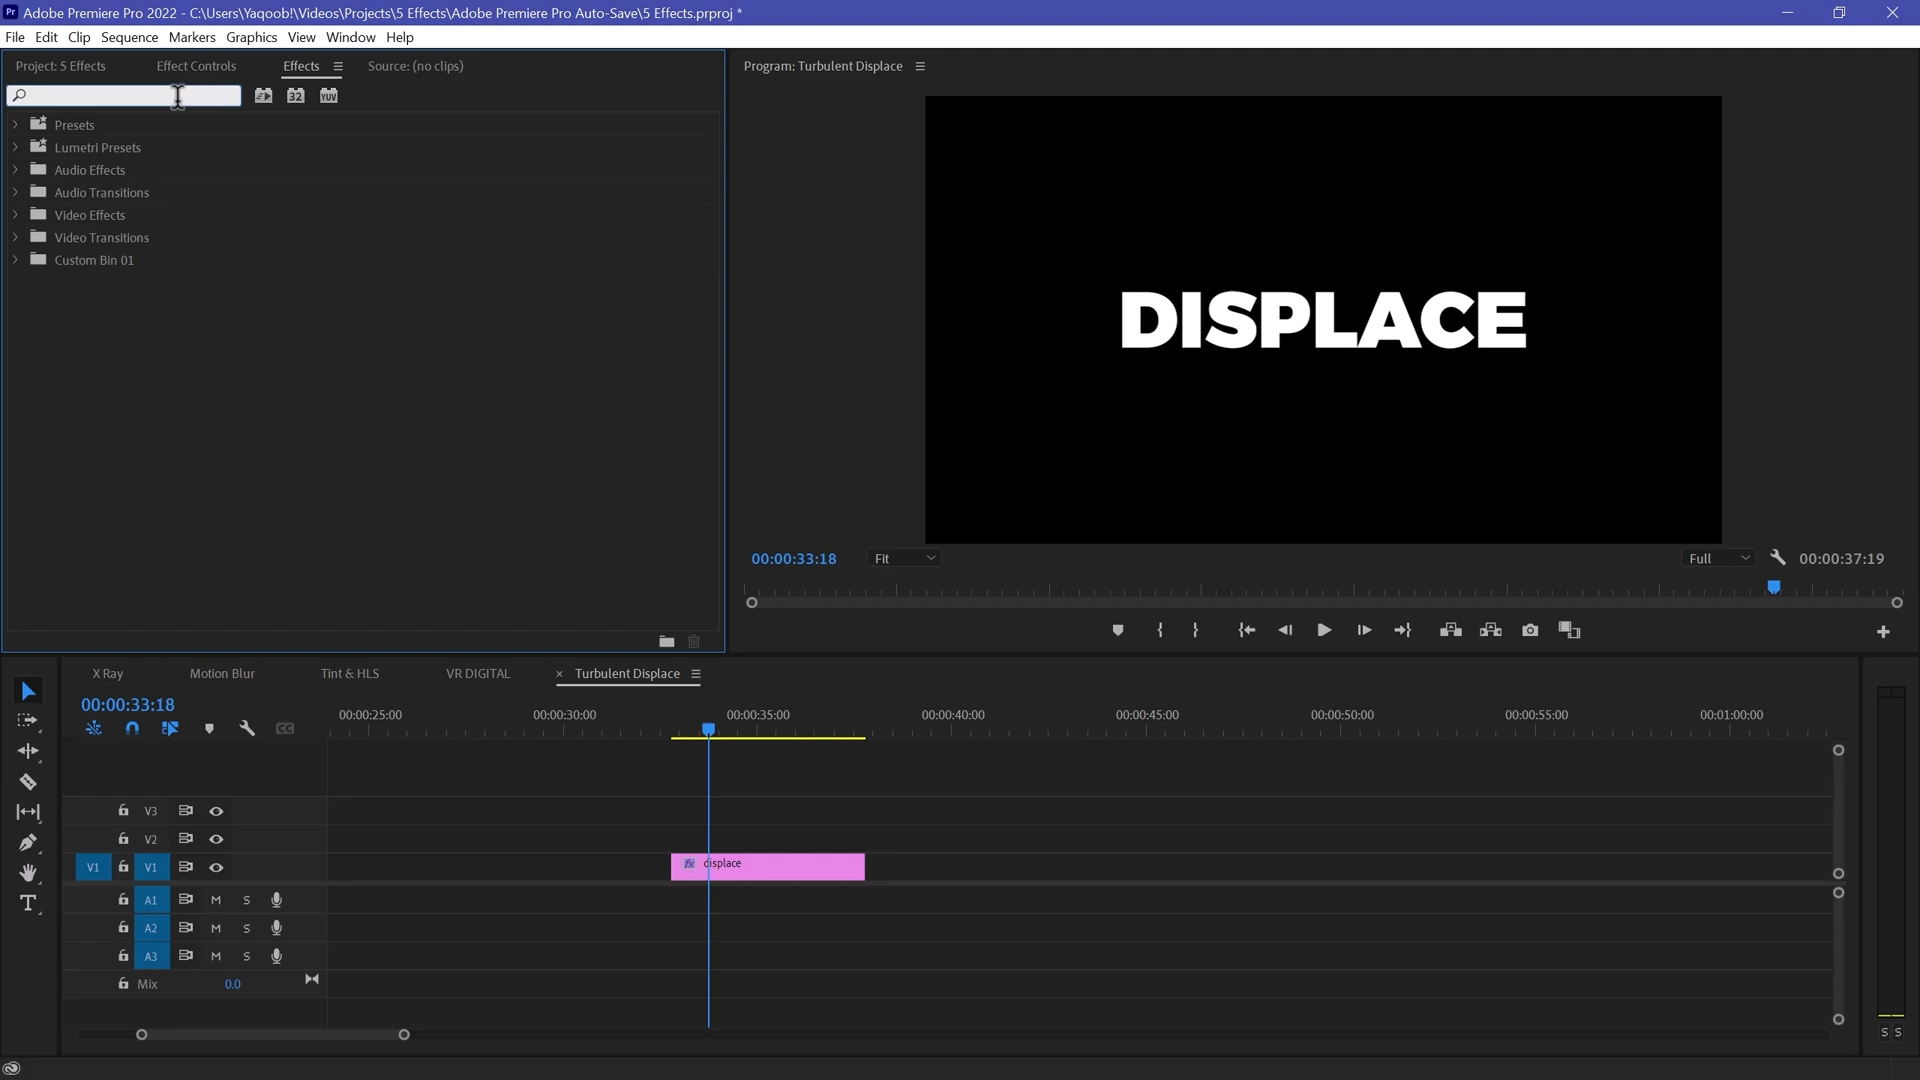 Pr Adobe Premiere Pro 2022 - C:\Users\Yaqoob!\Videos\Projects\5 Effects\Adobe Premiere Pro Auto-Save\5 Effects.prproj *
File Edit Clip Sequence Markers Graphics View Window Help
Project: 5 Effects Effect Controls Effects Source: (no clips)
32 YUV
Presets
Lumetri Presets
Audio Effects
Audio Transitions
Video Effects
Video Transitions
Custom Bin 01
Program: Turbulent Displace
DISPLACE
00:00:33:18 Fit Full 00:00:37:19
X Ray Motion Blur Tint & HLS VR DIGITAL × Turbulent Displace
00:00:33:18
CC
00:00:25:00 00:00:30:00 00:00:35:00 00:00:40:00 00:00:45:00 00:00:50:00 00:00:55:00 00:01:00:00
V3
V2
V1 V1 fx displace
A1 M S
A2 M S
A3 M S
Mix 0.0
S S